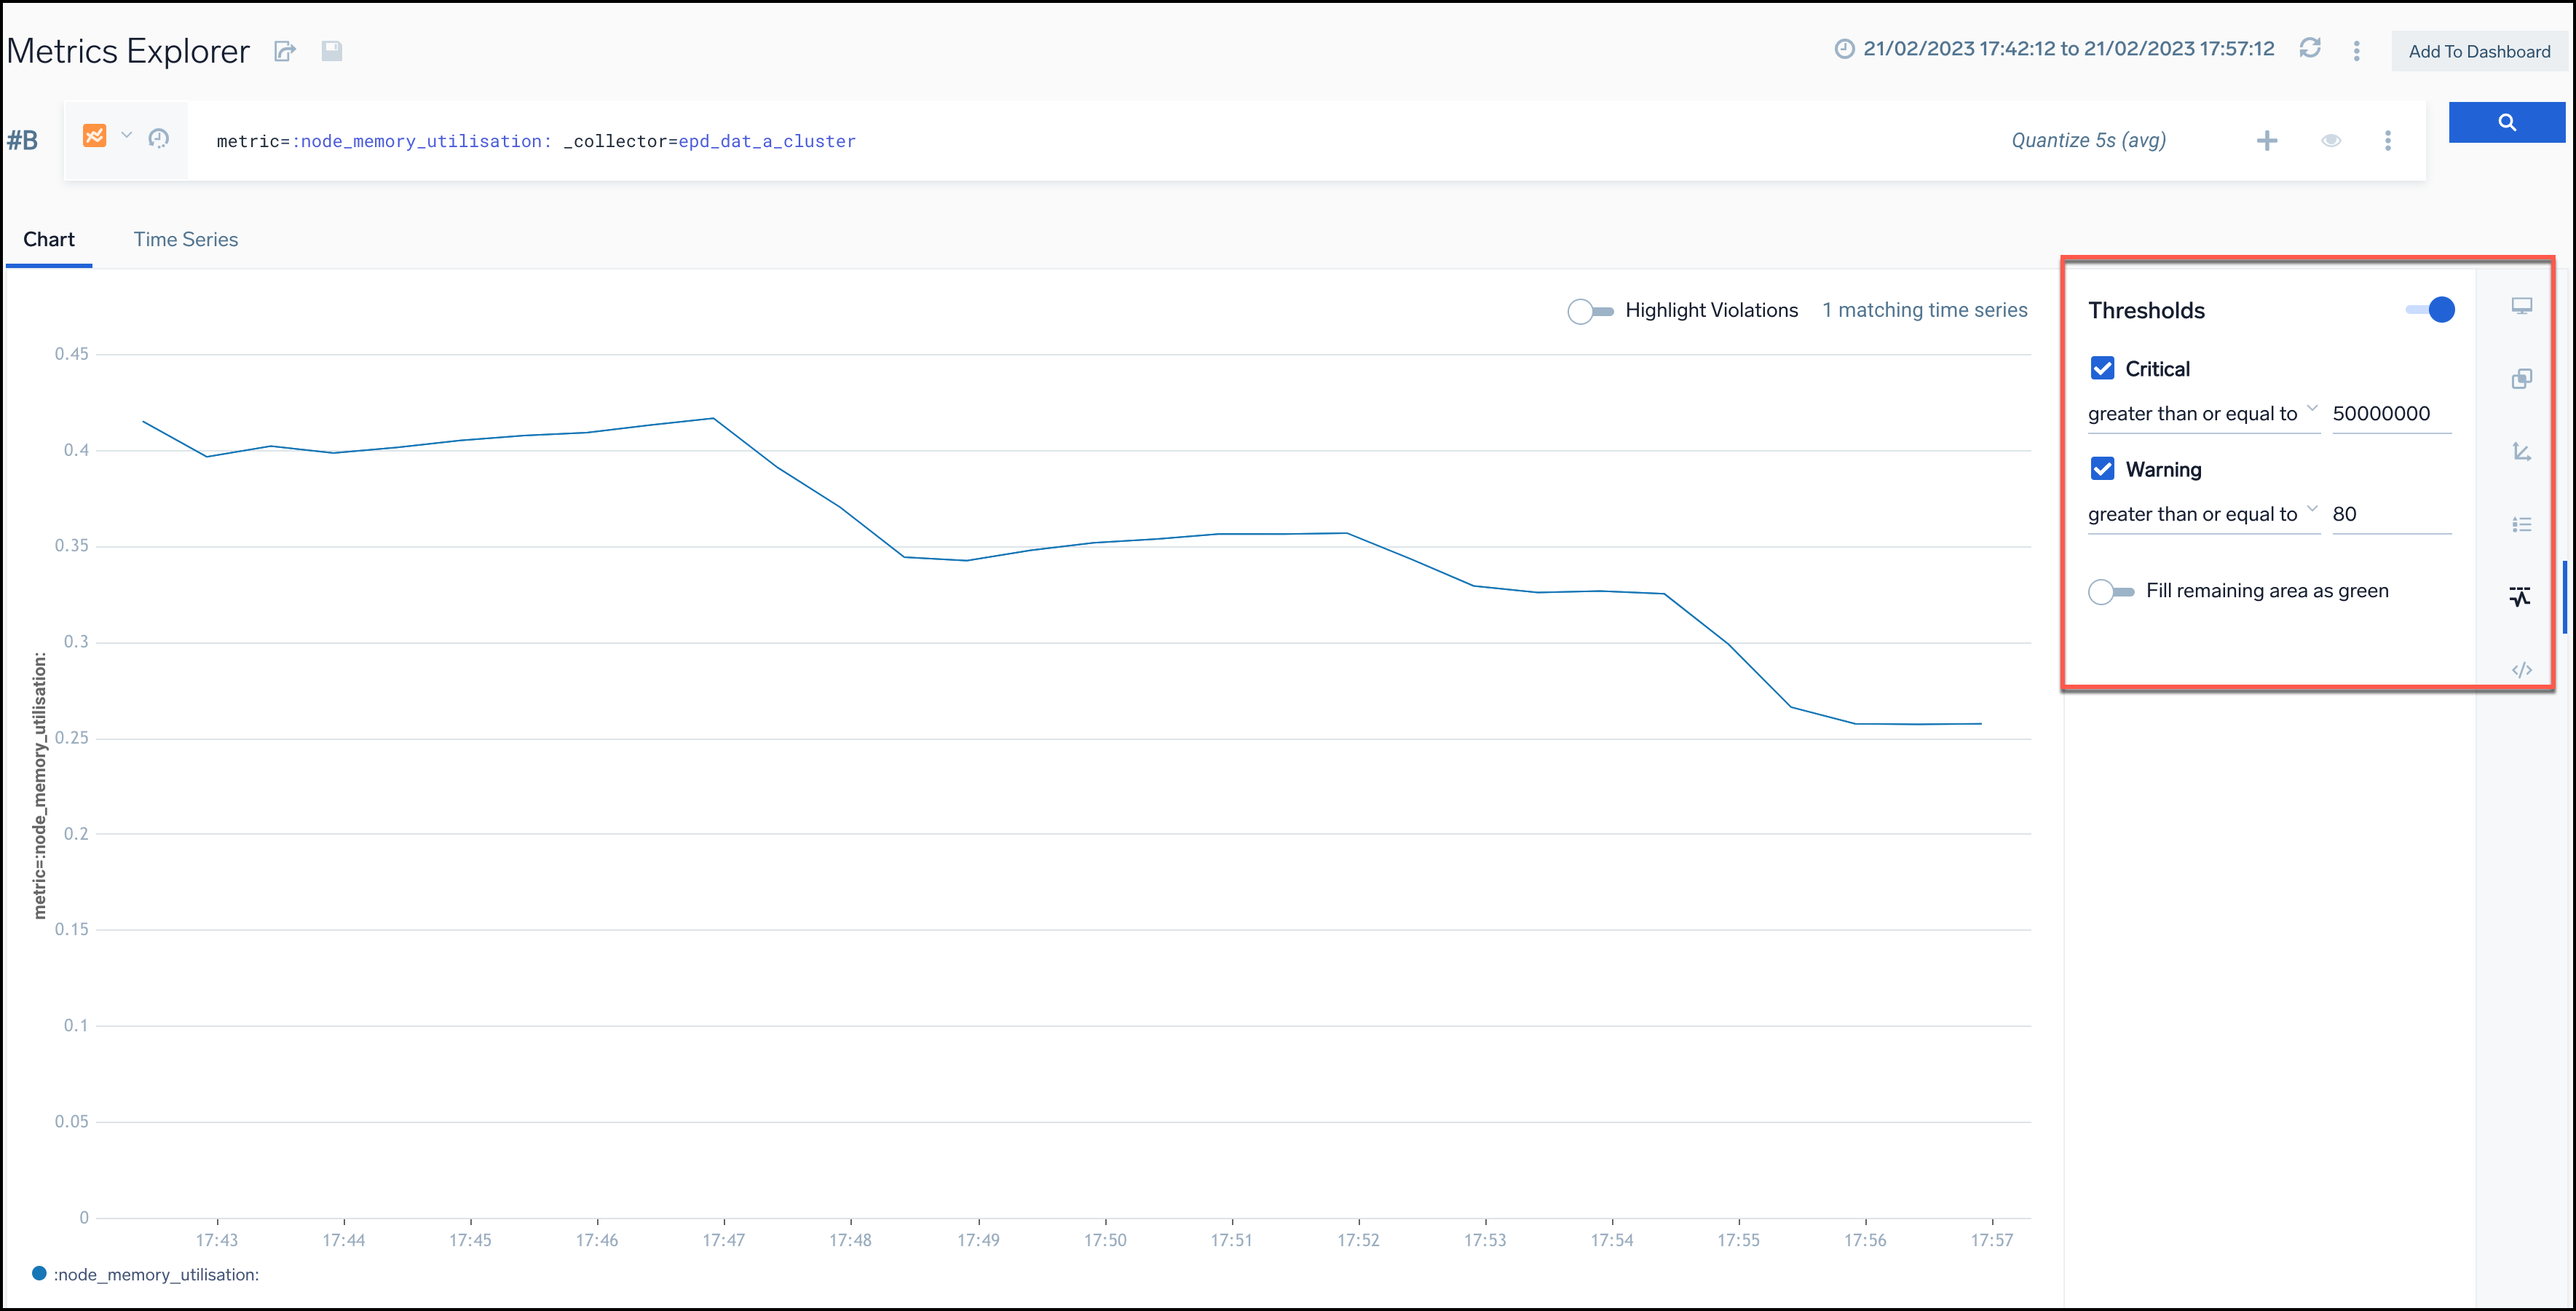 Metrics Explorer
21/02/2023 17:42:12 to 21/02/2023 17:57:12
Add To Dashboard
#B
metric=:node_memory_utilisation: _collector=epd_dat_a_cluster
Quantize 5s (avg)
Chart
Time Series
Highlight Violations
1 matching time series
Thresholds
Critical
greater than or equal to
50000000
Warning
greater than or equal to
80
Fill remaining area as green
0.45
0.4
0.35
0.3
0.25
0.2
0.15
0.1
0.05
0
metric=:node_memory_utilisation:
17:43
17:44
17:45
17:46
17:47
17:48
17:49
17:50
17:51
17:52
17:53
17:54
17:55
17:56
17:57
:node_memory_utilisation: